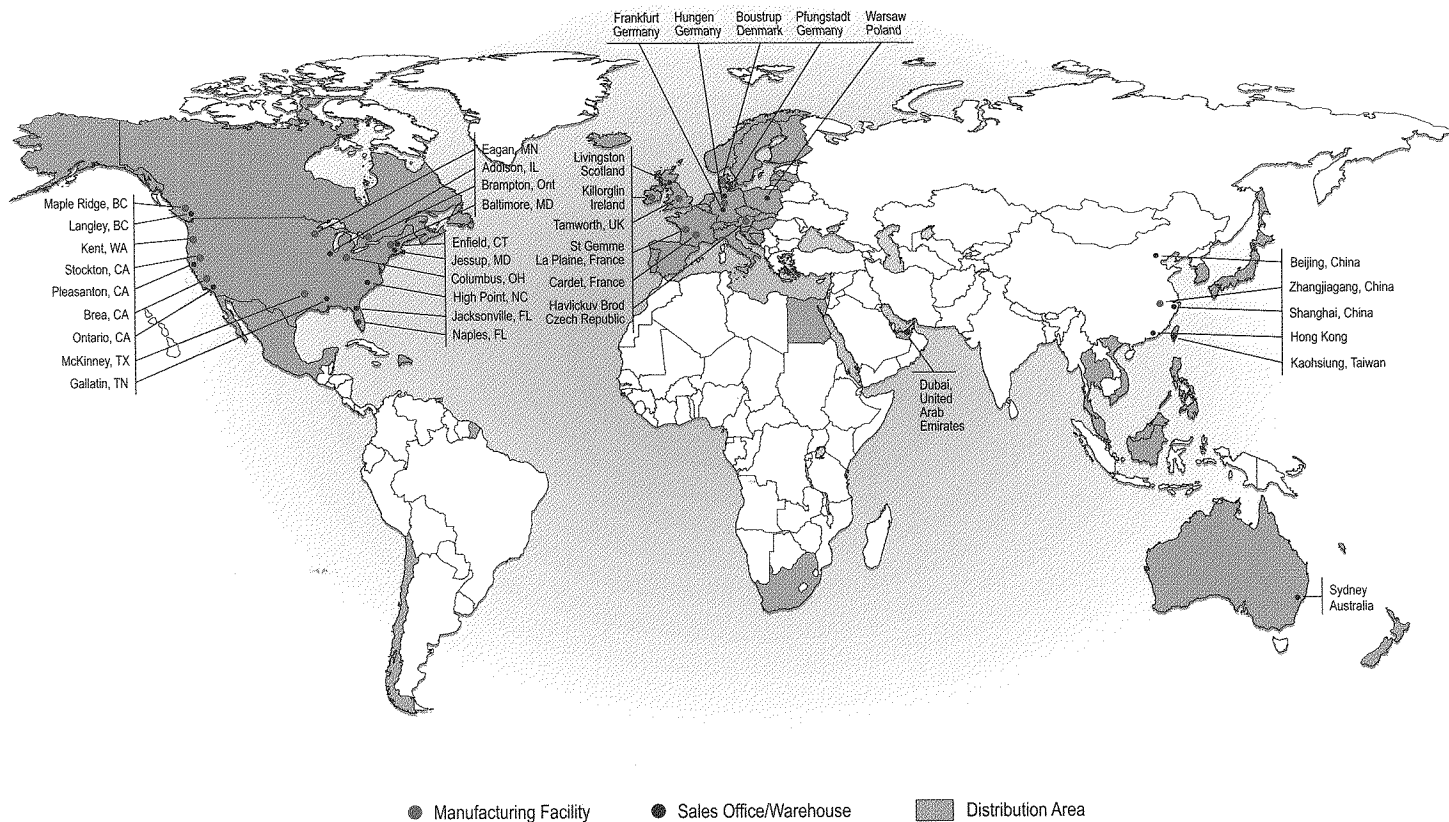 Frankfurt
Germany
Hungen
Germany
Boustrup
Denmark
Pfungstadt
Germany
Warsaw
Poland
Maple Ridge, BC
Langley, BC
Kent, WA
Stockton, CA
Pleasanton, CA
Brea, CA
Ontario, CA
McKinney, TX
Gallatin, TN
Eagan, MN
Addison, IL
Brampton, Ont
Baltimore, MD
Enfield, CT
Jessup, MD
Columbus, OH
High Point, NC
Jacksonville, FL
Naples, FL
Livingston
Scotland
Killorglin
Ireland
Tamworth, UK
St Gemme
La Plaine, France
Cardet, France
Havlickuv Brod
Czech Republic
Dubai,
United
Arab
Emirates
Beijing, China
Zhangjiagang, China
Shanghai, China
Hong Kong
Kaohsiung, Taiwan
Sydney
Australia
Manufacturing Facility
Sales Office/Warehouse
Distribution Area